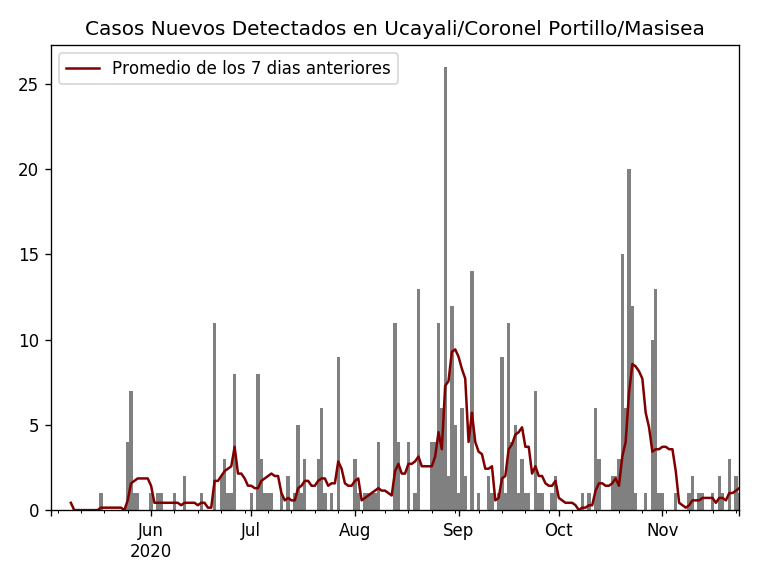 Casos Nuevos Detectados en Ucayali/Coronel Portillo/Masisea
Promedio de los 7 dias anteriores
25
20
15
10
5
0
Jun Jul Aug Sep Oct Nov
2020